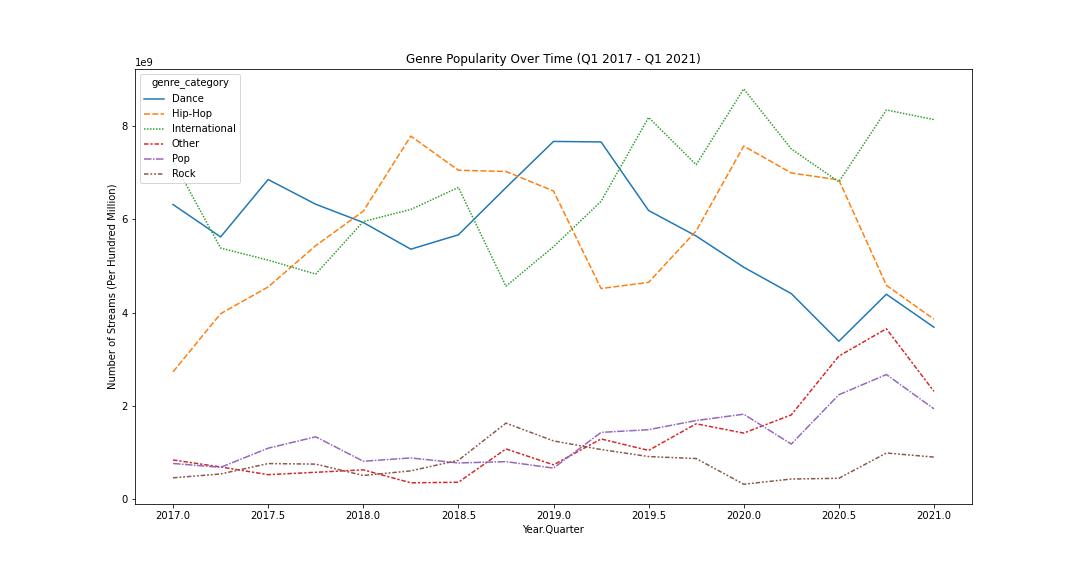 Genre Popularity Over Time (Q1 2017 - Q1 2021)
1e9
genre_category
Dance
Hip-Hop
International
Other
Pop
Rock
8
6
4
2
0
Number of Streams (Per Hundred Million)
2017.0 2017.5 2018.0 2018.5 2019.0 2019.5 2020.0 2020.5 2021.0
Year.Quarter